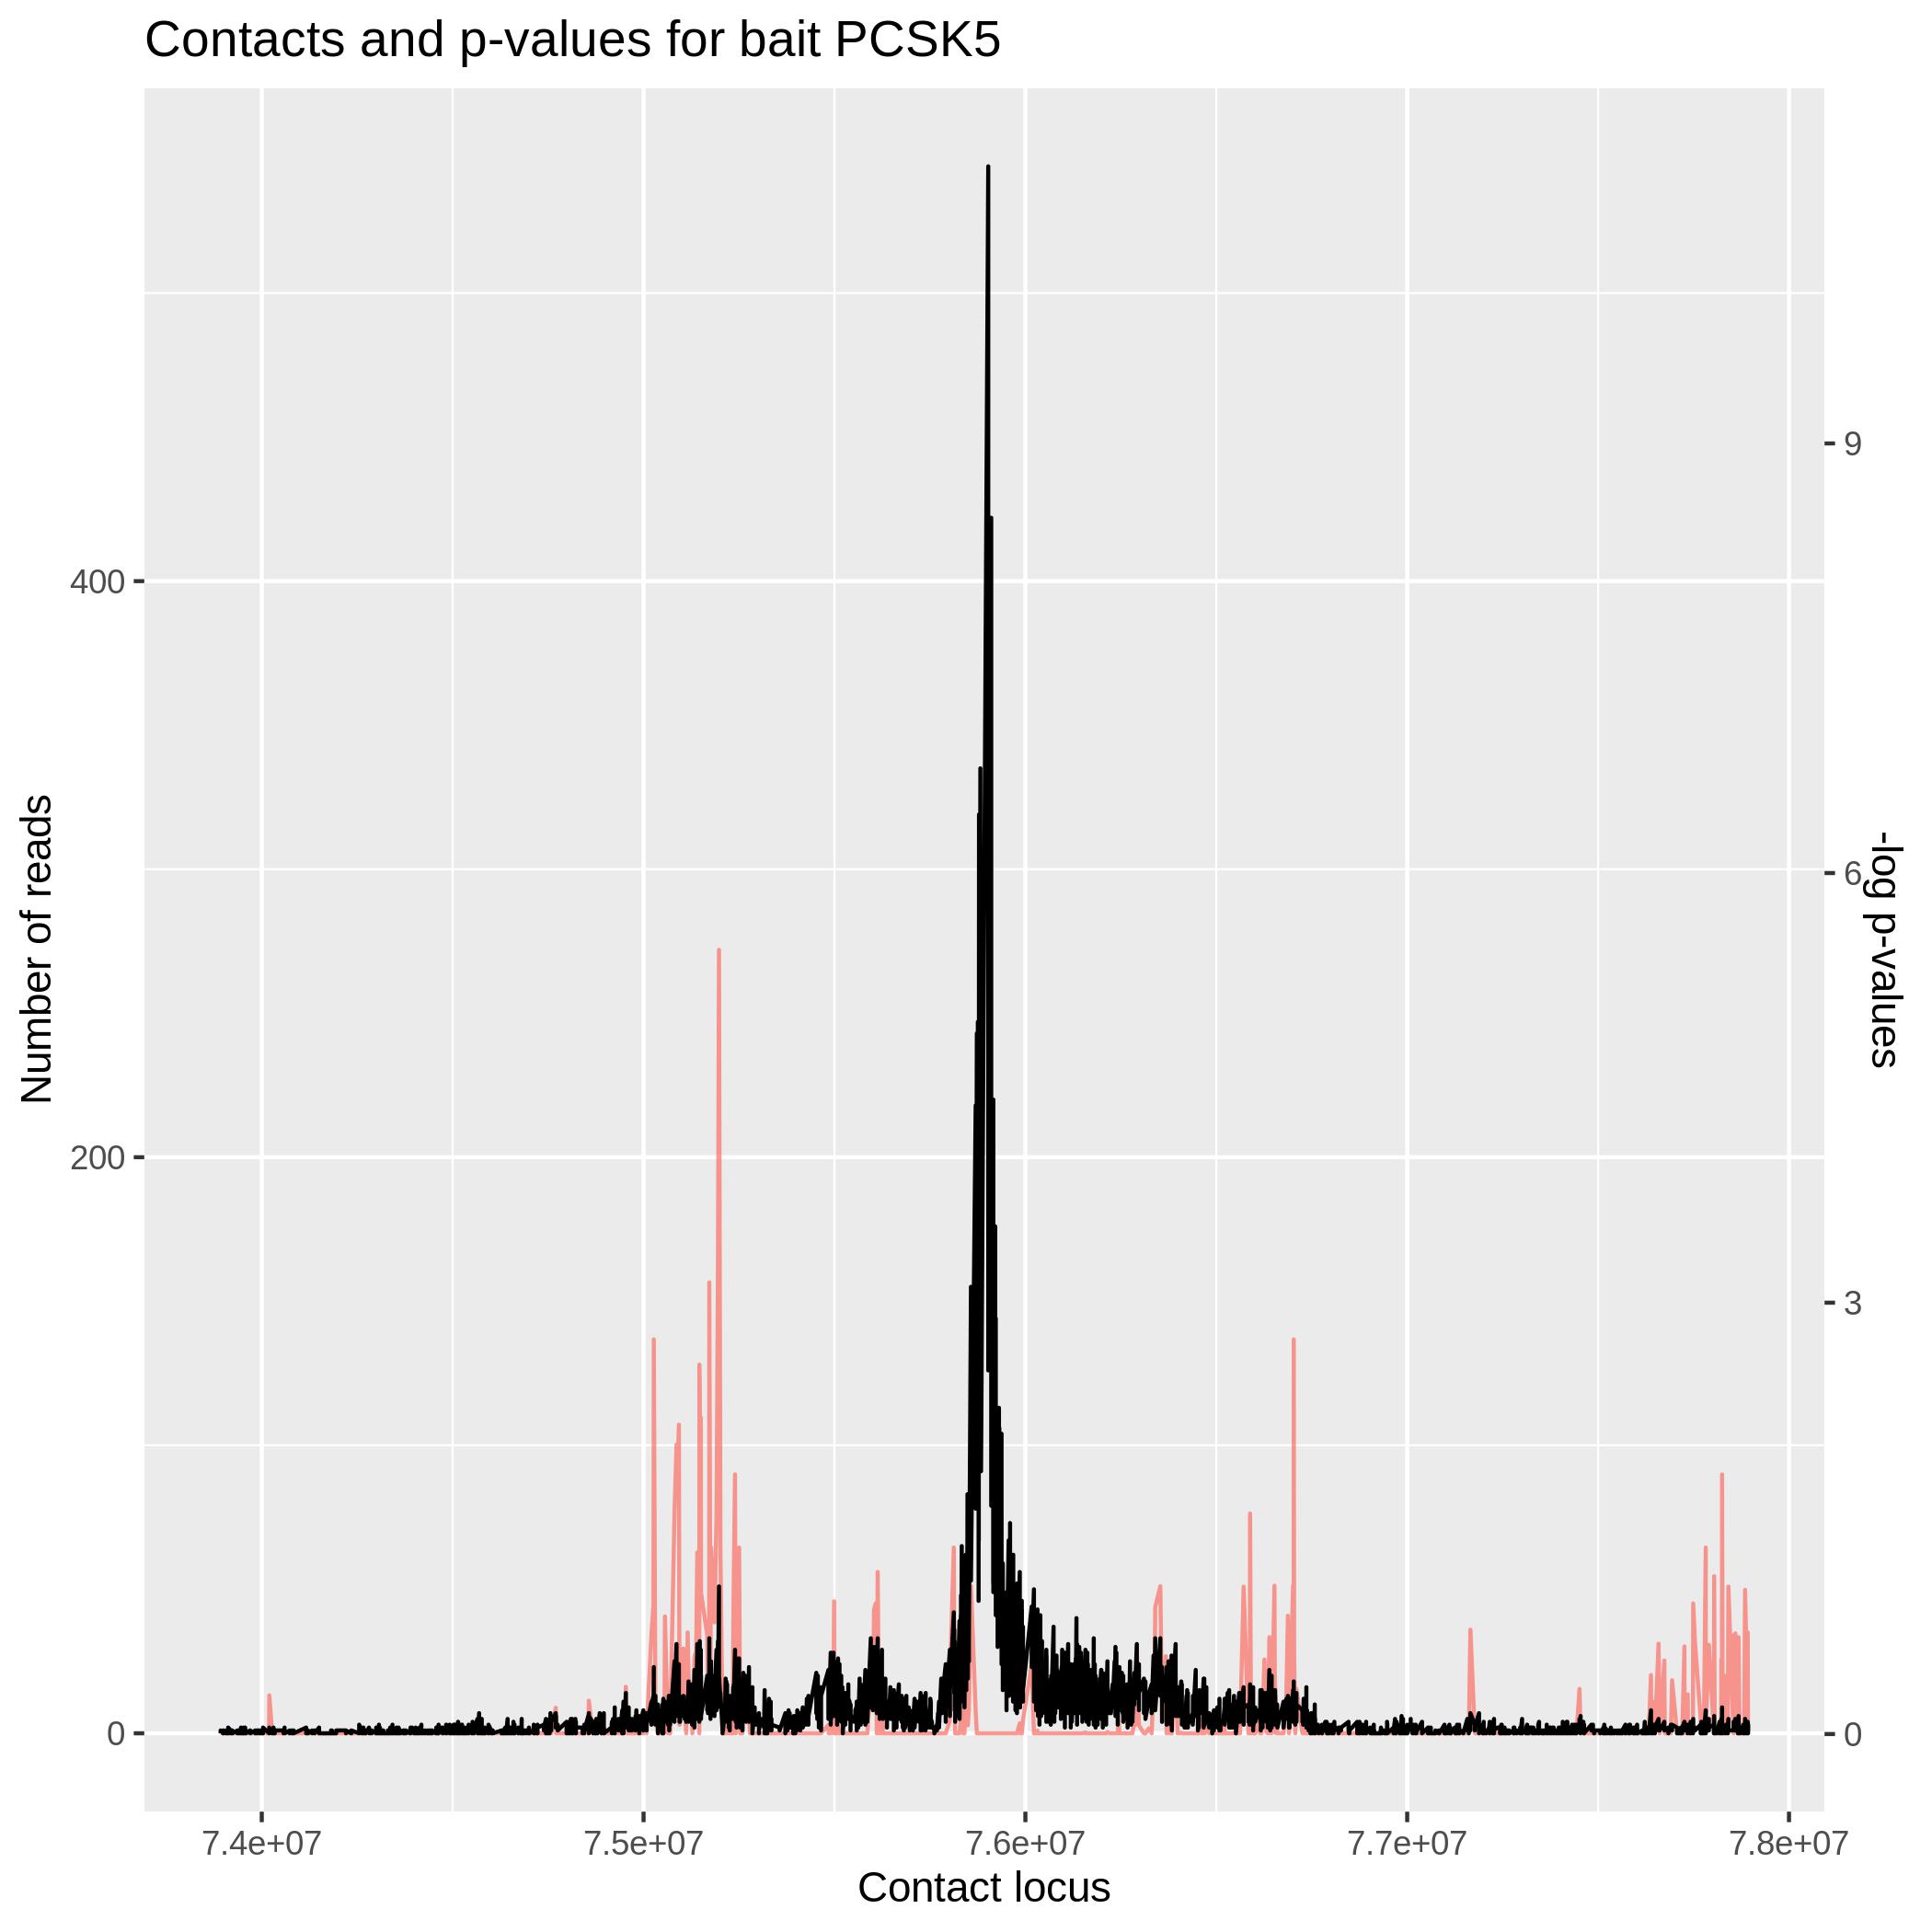 Contacts and p-values for bait PCSK5
Number of reads
400
200
0
9
6
3
0
-log p-values
7.4e+07 7.5e+07 7.6e+07 7.7e+07 7.8e+07
Contact locus